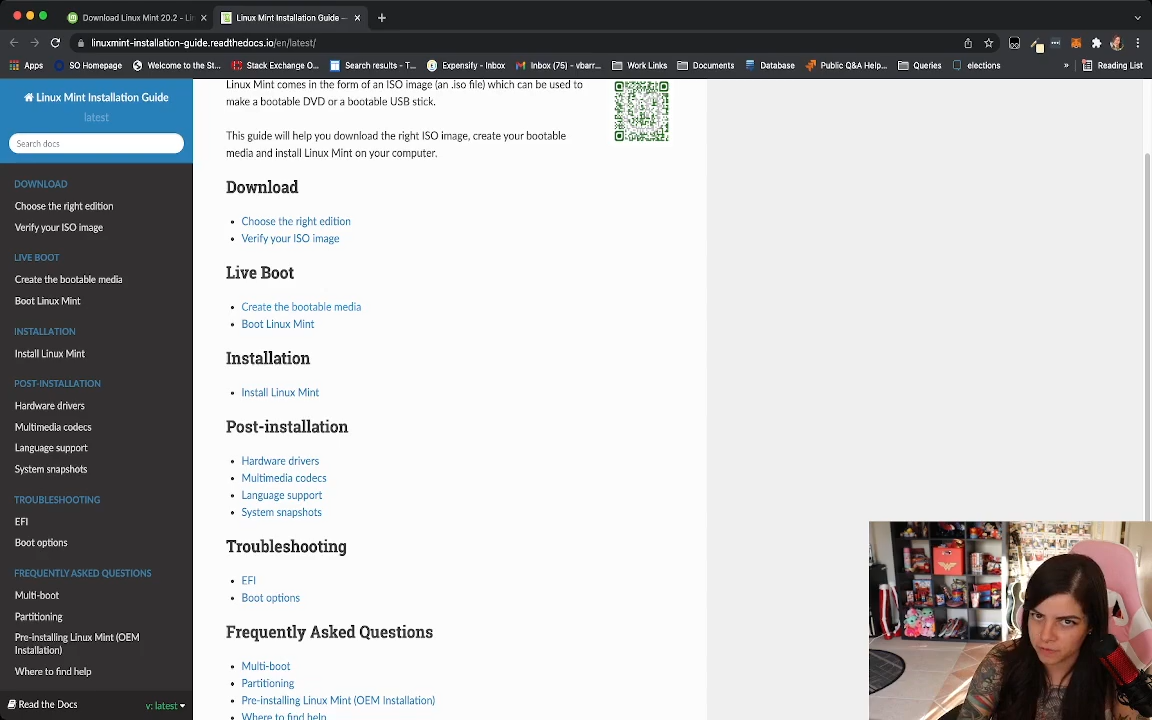 Download Linux Mint 20.2 - Lin
Linux Mint Installation Guide —
linuxmint-installation-guide.readthedocs.io/en/latest/
Apps
SO Homepage
Welcome to the St...
Stack Exchange O...
Search results - T...
Expensify - Inbox
Inbox (75) - vbarr...
Work Links
Documents
Database
Public Q&A Help...
Queries
elections
»
Reading List
Linux Mint Installation Guide
latest
Search docs
DOWNLOAD
Choose the right edition
Verify your ISO image
LIVE BOOT
Create the bootable media
Boot Linux Mint
INSTALLATION
Install Linux Mint
POST-INSTALLATION
Hardware drivers
Multimedia codecs
Language support
System snapshots
TROUBLESHOOTING
EFI
Boot options
FREQUENTLY ASKED QUESTIONS
Multi-boot
Partitioning
Pre-installing Linux Mint (OEM
Installation)
Where to find help
Read the Docs
v: latest
Linux Mint comes in the form of an ISO image (an .iso file) which can be used to
make a bootable DVD or a bootable USB stick.
This guide will help you download the right ISO image, create your bootable
media and install Linux Mint on your computer.
Download
• Choose the right edition
• Verify your ISO image
Live Boot
• Create the bootable media
• Boot Linux Mint
Installation
• Install Linux Mint
Post-installation
• Hardware drivers
• Multimedia codecs
• Language support
• System snapshots
Troubleshooting
• EFI
• Boot options
Frequently Asked Questions
• Multi-boot
• Partitioning
• Pre-installing Linux Mint (OEM Installation)
• Where to find help